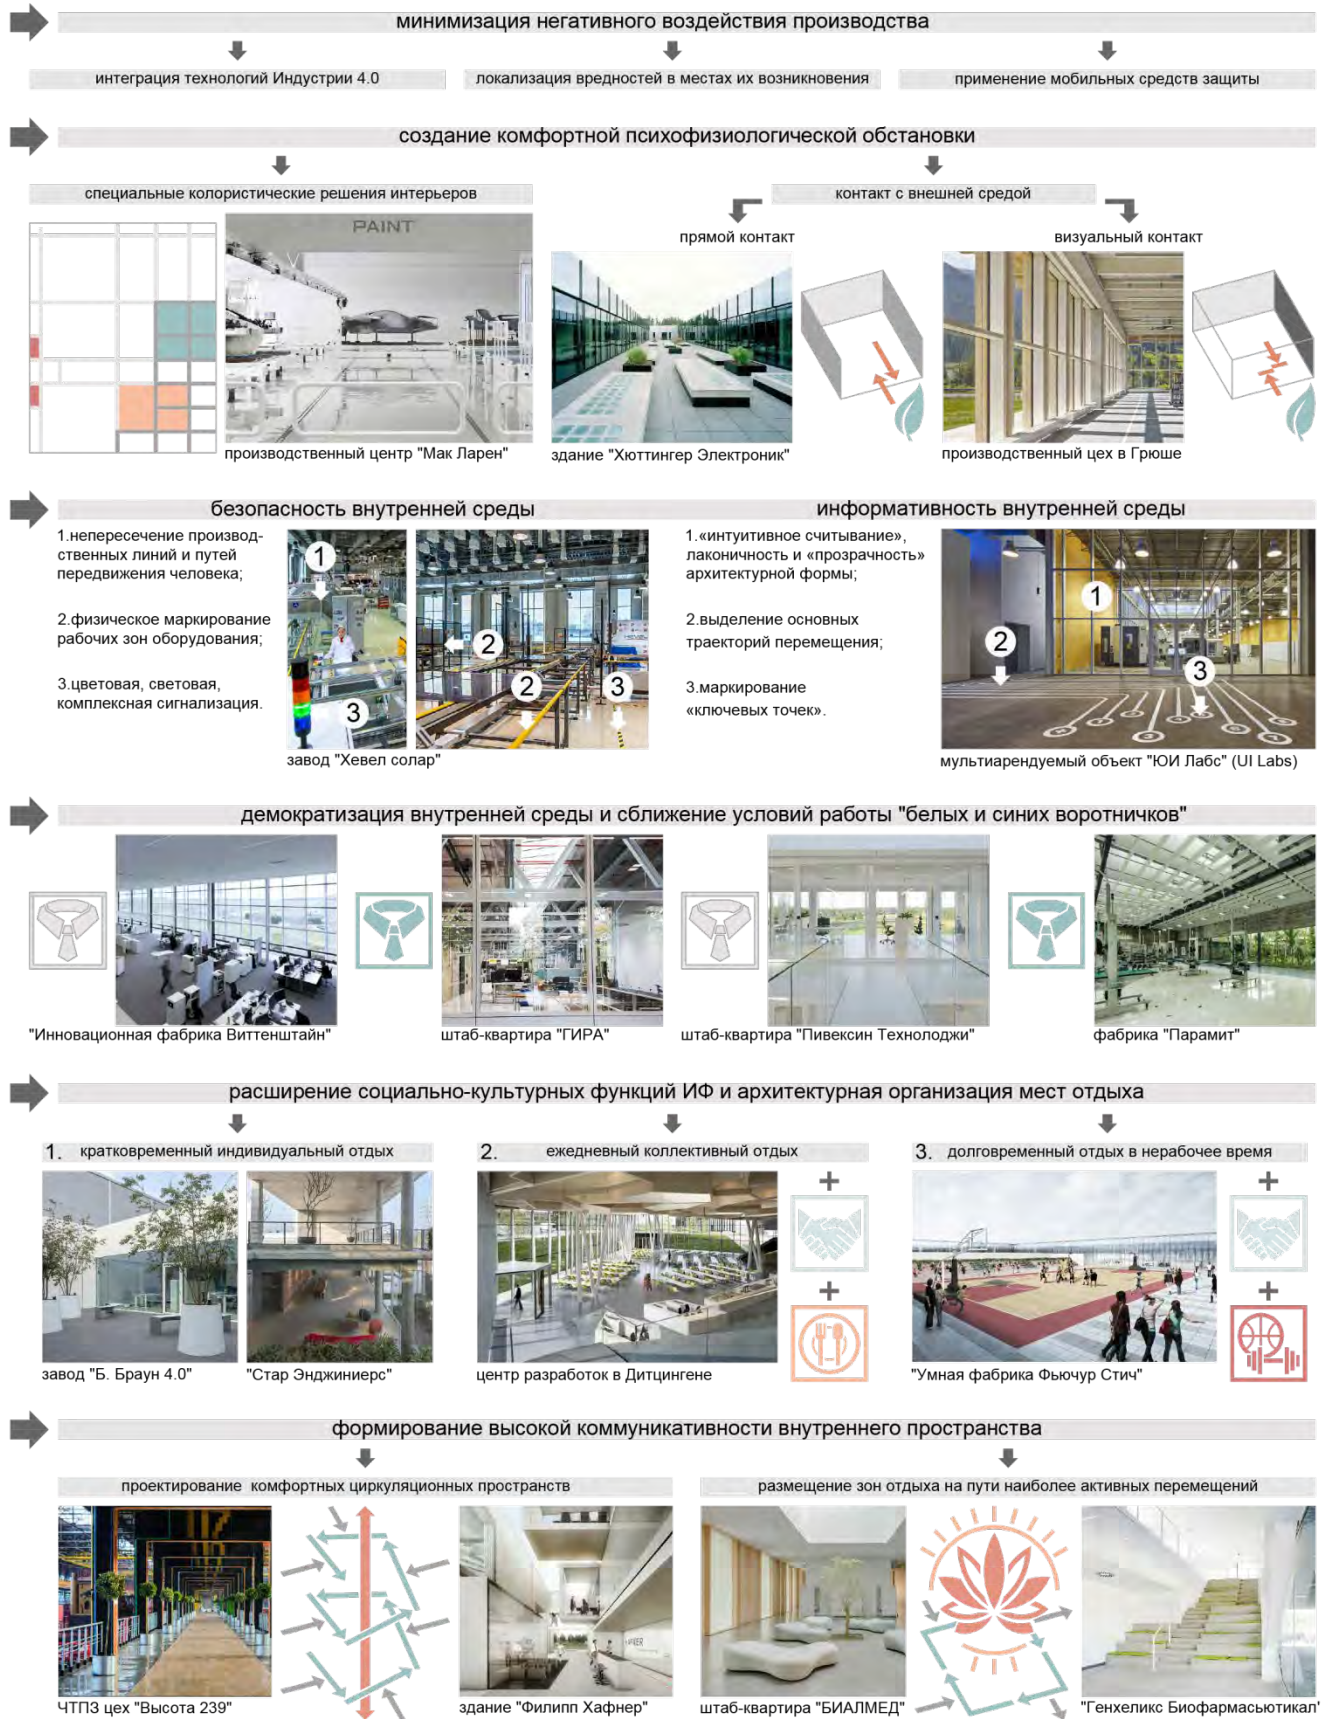 минимизация негативного воздействия производства
интеграция технологий Индустрии 4.0
локализация вредностей в местах их возникновения
применение мобильных средств защиты
создание комфортной психофизиологической обстановки
специальные колористические решения интерьеров
контакт с внешней средой
прямой контакт
визуальный контакт
PAINT
производственный центр "Мак Ларен"
здание "Хюттингер Электроник"
производственный цех в Грюше
безопасность внутренней среды
1.непересечение производ-
ственных линий и путей
передвижения человека;
2.физическое маркирование
рабочих зон оборудования;
3.цветовая, световая,
комплексная сигнализация.
1
3
2
2
3
завод "Хевел солар"
информативность внутренней среды
1.«интуитивное считывание»,
лаконичность и «прозрачность»
архитектурной формы;
2.выделение основных
траекторий перемещения;
3.маркирование
«ключевых точек».
1
2
3
мультиарендуемый объект "ЮИ Лабс" (UI Labs)
демократизация внутренней среды и сближение условий работы "белых и синих воротничков"
"Инновационная фабрика Виттенштайн"
штаб-квартира "ГИРА"
штаб-квартира "Пивексин Технолоджи"
фабрика "Парамит"
расширение социально-культурных функций ИФ и архитектурная организация мест отдыха
1. кратковременный индивидуальный отдых
2. ежедневный коллективный отдых
3. долговременный отдых в нерабочее время
+
+
+
+
завод "Б. Браун 4.0"
"Стар Энджиниерс"
центр разработок в Дитцингене
"Умная фабрика Фьючур Стич"
формирование высокой коммуникативности внутреннего пространства
проектирование комфортных циркуляционных пространств
размещение зон отдыха на пути наиболее активных перемещений
ЧТПЗ цех "Высота 239"
здание "Филипп Хафнер"
штаб-квартира "БИАЛМЕД"
"Генхеликс Биофармасьютикал"